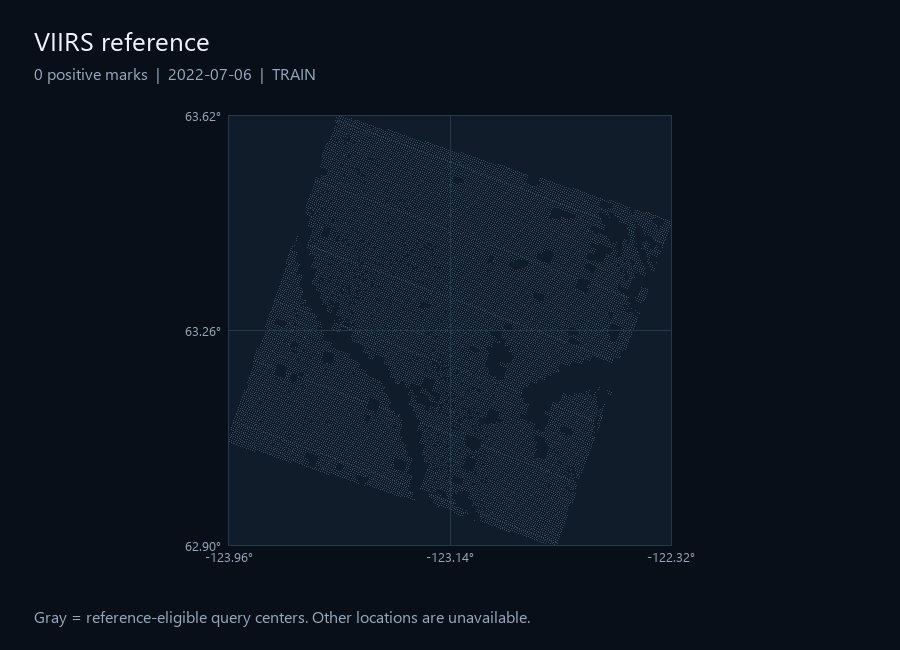 VIIRS reference
0 positive marks | 2022-07-06 | TRAIN
63.62°
63.26°
62.90°
-123.96°
-123.14°
-122.32°
Gray = reference-eligible query centers. Other locations are unavailable.